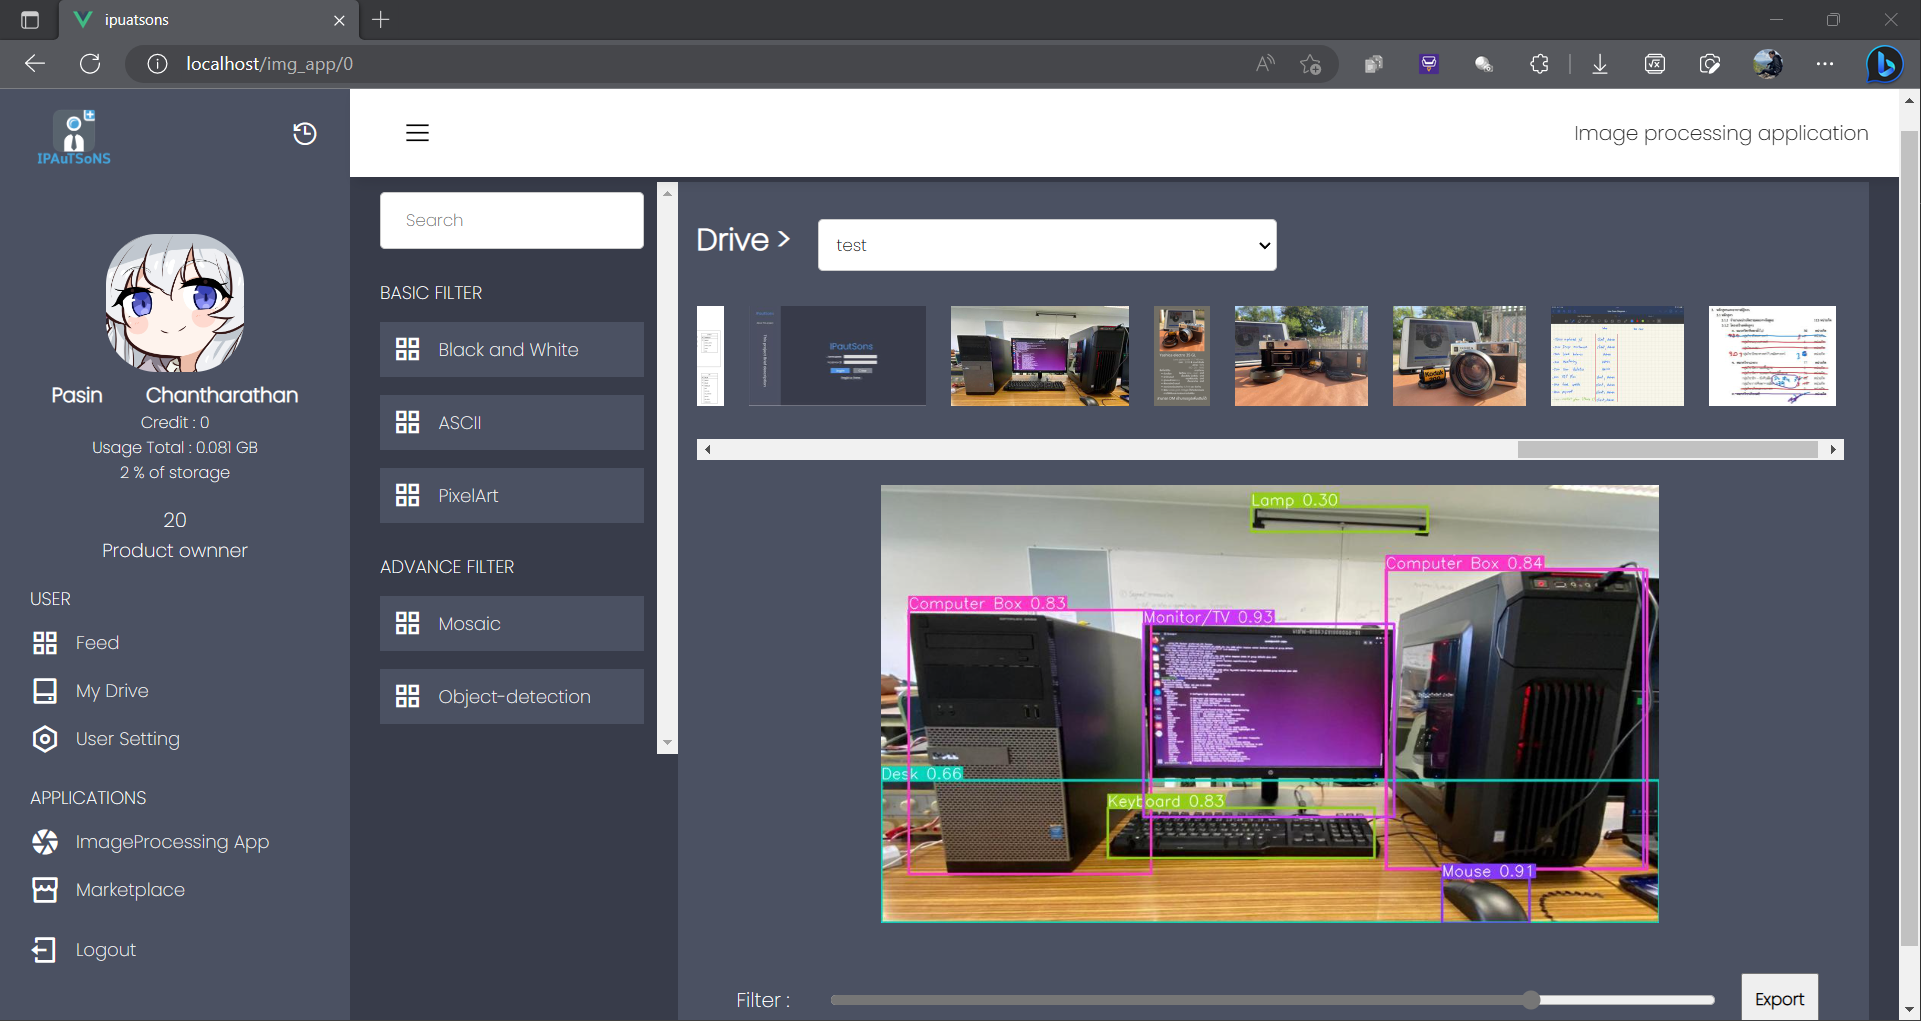 ipuatsons
localhost/img_app/0
IPAuTSoNS
Image processing application
Pasin Chantharathan
Credit : 0
Usage Total : 0.081 GB
2 % of storage
20
Product ownner
USER
Feed
My Drive
User Setting
APPLICATIONS
ImageProcessing App
Marketplace
Logout
Search
BASIC FILTER
Black and White
ASCII
PixelArt
ADVANCE FILTER
Mosaic
Object-detection
Drive >
test
IPautSons
Kodak
Lamp 0.30
Computer Box 0.84
Computer Box 0.83
Monitor/TV 0.93
Desk 0.66
Keyboard 0.83
Mouse 0.91
Filter :
Export